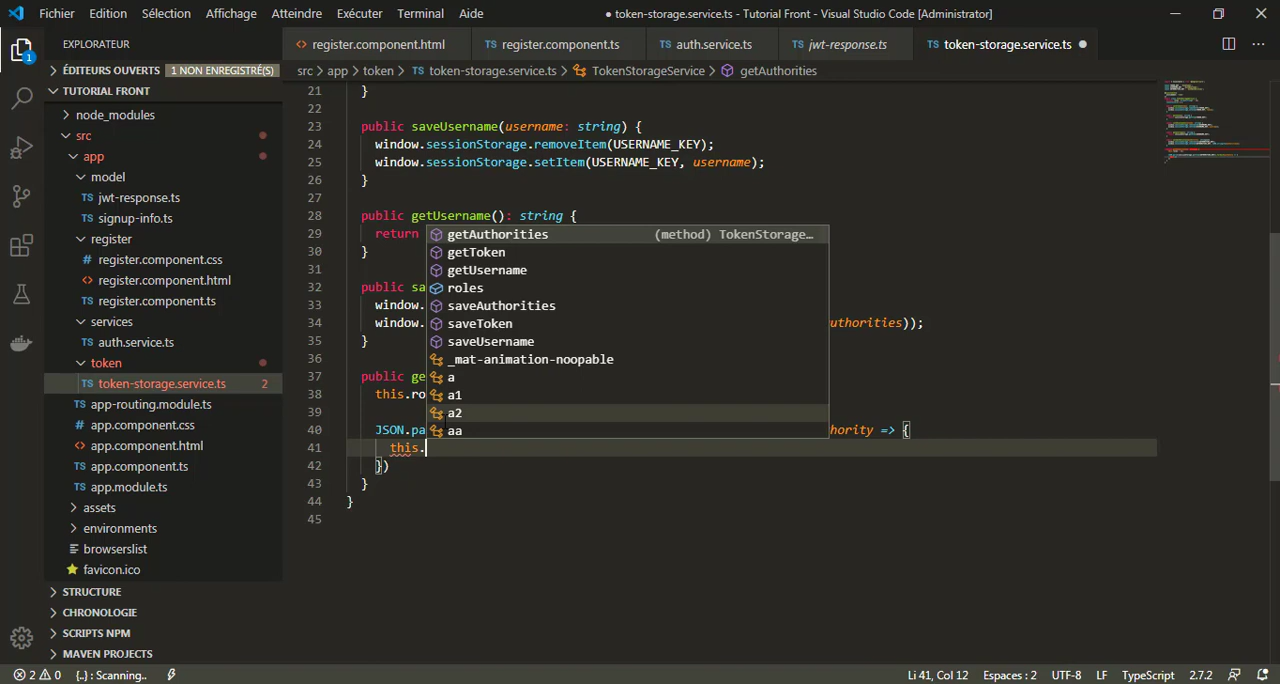 Fichier Edition Sélection Affichage Atteindre Exécuter Terminal Aide
● token-storage.service.ts - Tutorial Front - Visual Studio Code [Administrator]
EXPLORATEUR
register.component.html register.component.ts auth.service.ts jwt-response.ts token-storage.service.ts
1
ÉDITEURS OUVERTS 1 NON ENREGISTRÉ(S)
src > app > token > TS token-storage.service.ts > TokenStorageService > getAuthorities
TUTORIAL FRONT
node_modules
src
app
model
TS jwt-response.ts
TS signup-info.ts
register
# register.component.css
<> register.component.html
TS register.component.ts
services
TS auth.service.ts
token
TS token-storage.service.ts 2
TS app-routing.module.ts
# app.component.css
<> app.component.html
TS app.component.ts
TS app.module.ts
assets
environments
browserslist
favicon.ico
STRUCTURE
CHRONOLOGIE
SCRIPTS NPM
MAVEN PROJECTS
21 }
22
23 public saveUsername(username: string) {
24 window.sessionStorage.removeItem(USERNAME_KEY);
25 window.sessionStorage.setItem(USERNAME_KEY, username);
26 }
27
28 public getUsername(): string {
29 return
30 }
31
32 public sa
33 window.
34 window. uthorities));
35 }
36
37 public ge
38 this.ro
39
40 JSON.pa hority => {
41 this.
42 })
43 }
44 }
45
getAuthorities (method) TokenStorage…
getToken
getUsername
roles
saveAuthorities
saveToken
saveUsername
_mat-animation-noopable
a
a1
a2
aa
2 0 {..} : Scanning.. Li 41, Col 12 Espaces : 2 UTF-8 LF TypeScript 2.7.2